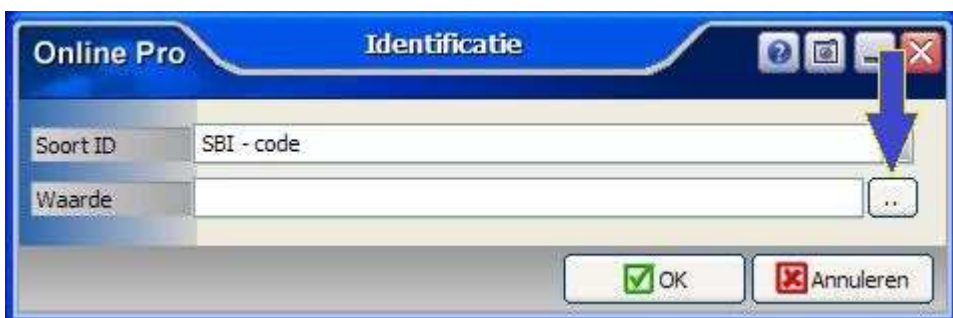 Online Pro
Identificatie
Soort ID
SBI - code
Waarde
..
OK
Annuleren